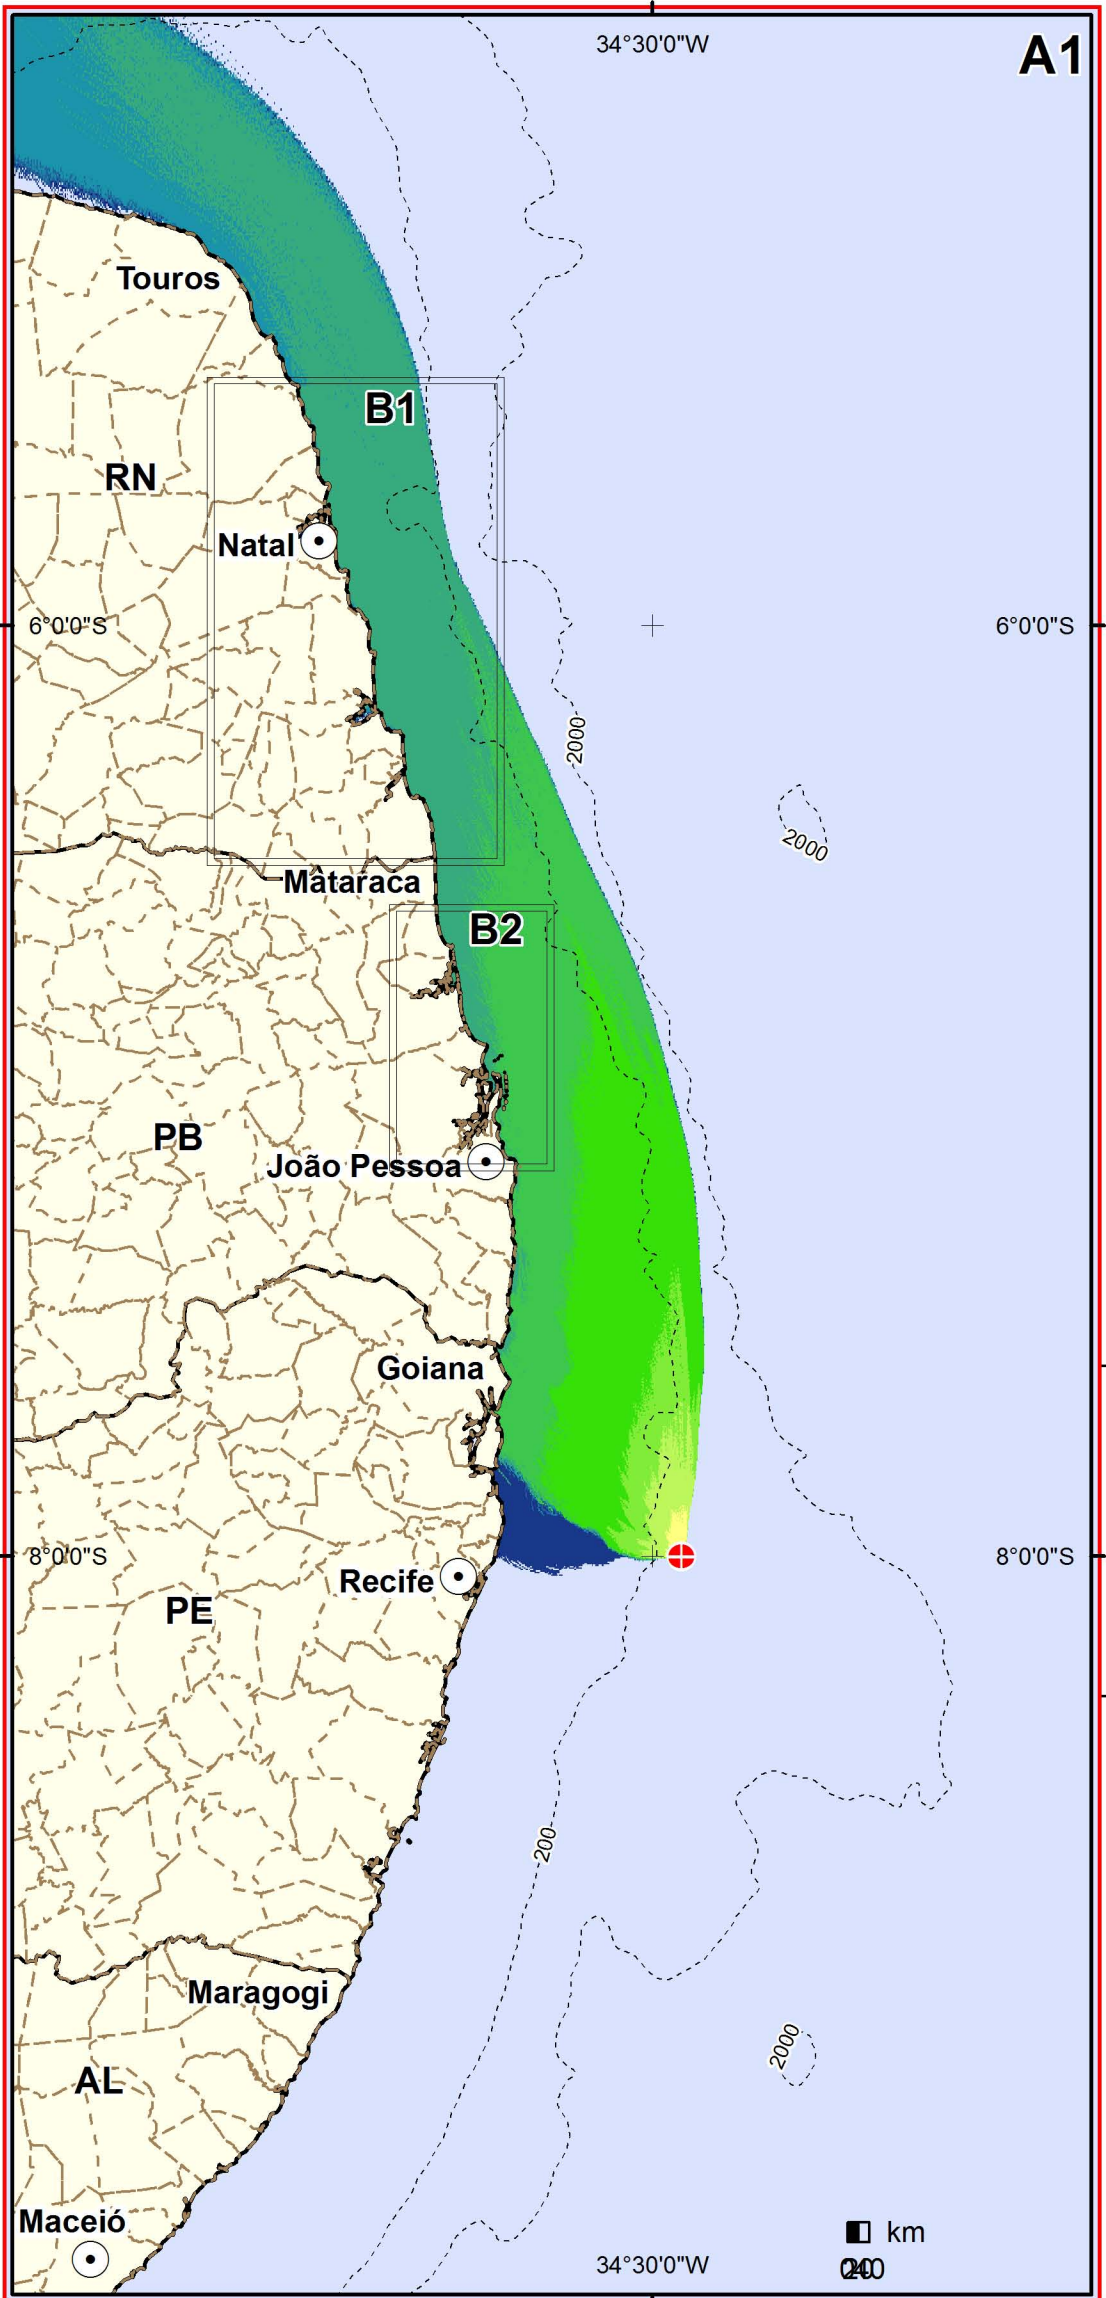 34°30'0"W
A1
Touros
B1
RN
Natal
6°0'0"S
6°0'0"S
2000
2000
Mataraca
B2
PB
João Pessoa
Goiana
8°0'0"S
8°0'0"S
Recife
PE
200
Maragogi
2000
AL
Maceió
km
34°30'0"W